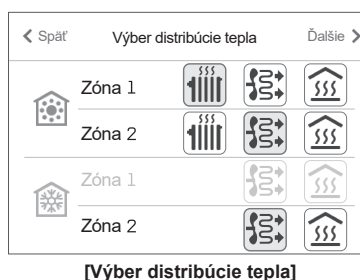 Späť Výber distribúcie tepla Ďalšie
Zóna 1
Zóna 2
Zóna 1
Zóna 2
[Výber distribúcie tepla]